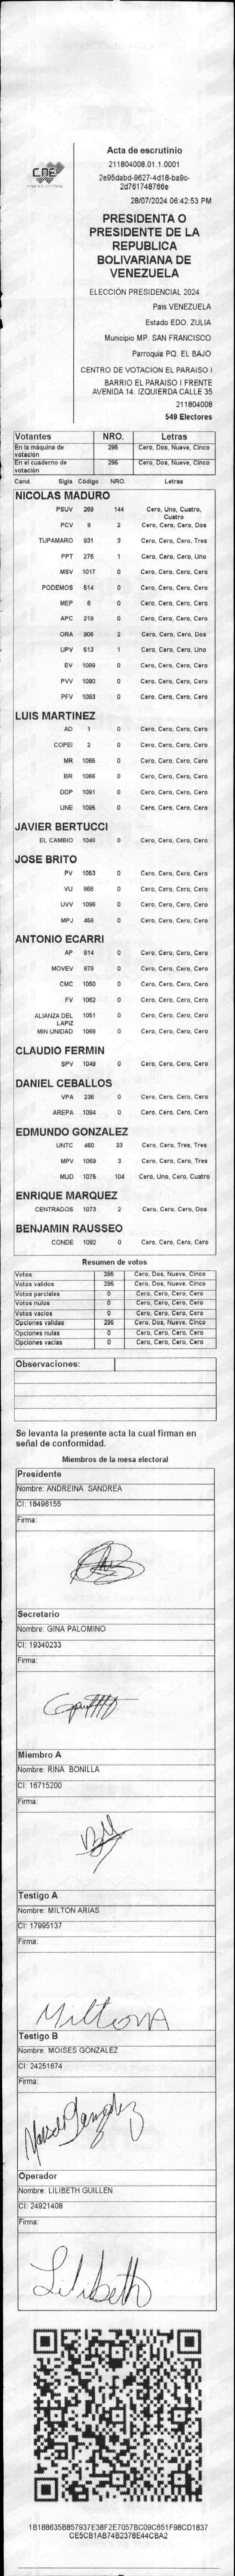 CNE
Acta de escrutinio
211804008.01.1.0001
2e95dabd-9627-4d18-ba9c-
2d761748766e
28/07/2024 06:42:53 PM
PRESIDENTA O
PRESIDENTE DE LA
REPUBLICA
BOLIVARIANA DE
VENEZUELA
ELECCIÓN PRESIDENCIAL 2024
Pais VENEZUELA
Estado EDO. ZULIA
Municipio MP. SAN FRANCISCO
Parroquia PQ. EL BAJO
CENTRO DE VOTACION EL PARAISO I
BARRIO EL PARAISO I FRENTE
AVENIDA 14. IZQUIERDA CALLE 35
211804008
549 Electores
Votantes NRO. Letras
En la máquina de votación 295 Cero, Dos, Nueve, Cinco
En el cuaderno de votación 295 Cero, Dos, Nueve, Cinco
Cand. Sigla Código NRO. Letras
NICOLAS MADURO
PSUV 269 144 Cero, Uno, Cuatro, Cuatro
PCV 9 2 Cero, Cero, Cero, Dos
TUPAMARO 931 3 Cero, Cero, Cero, Tres
PPT 276 1 Cero, Cero, Cero, Uno
MSV 1017 0 Cero, Cero, Cero, Cero
PODEMOS 514 0 Cero, Cero, Cero, Cero
MEP 6 0 Cero, Cero, Cero, Cero
APC 219 0 Cero, Cero, Cero, Cero
ORA 906 2 Cero, Cero, Cero, Dos
UPV 513 1 Cero, Cero, Cero, Uno
EV 1089 0 Cero, Cero, Cero, Cero
PVV 1090 0 Cero, Cero, Cero, Cero
PFV 1093 0 Cero, Cero, Cero, Cero
LUIS MARTINEZ
AD 1 0 Cero, Cero, Cero, Cero
COPEI 2 0 Cero, Cero, Cero, Cero
MR 1065 0 Cero, Cero, Cero, Cero
BR 1066 0 Cero, Cero, Cero, Cero
DDP 1091 0 Cero, Cero, Cero, Cero
UNE 1095 0 Cero, Cero, Cero, Cero
JAVIER BERTUCCI
EL CAMBIO 1048 0 Cero, Cero, Cero, Cero
JOSE BRITO
PV 1053 0 Cero, Cero, Cero, Cero
VU 868 0 Cero, Cero, Cero, Cero
UVV 1096 0 Cero, Cero, Cero, Cero
MPJ 458 0 Cero, Cero, Cero, Cero
ANTONIO ECARRI
AP 914 0 Cero, Cero, Cero, Cero
MOVEV 979 0 Cero, Cero, Cero, Cero
CMC 1050 0 Cero, Cero, Cero, Cero
FV 1062 0 Cero, Cero, Cero, Cero
ALIANZA DEL LAPIZ 1051 0 Cero, Cero, Cero, Cero
MIN UNIDAD 1068 0 Cero, Cero, Cero, Cero
CLAUDIO FERMIN
SPV 1049 0 Cero, Cero, Cero, Cero
DANIEL CEBALLOS
VPA 236 0 Cero, Cero, Cero, Cero
AREPA 1094 0 Cero, Cero, Cero, Cero
EDMUNDO GONZALEZ
UNTC 460 33 Cero, Cero, Tres, Tres
MPV 1069 3 Cero, Cero, Cero, Tres
MUD 1075 104 Cero, Uno, Cero, Cuatro
ENRIQUE MARQUEZ
CENTRADOS 1073 2 Cero, Cero, Cero, Dos
BENJAMIN RAUSSEO
CONDE 1092 0 Cero, Cero, Cero, Cero
Resumen de votos
Votos 295 Cero, Dos, Nueve, Cinco
Votos validos 295 Cero, Dos, Nueve, Cinco
Votos parciales 0 Cero, Cero, Cero, Cero
Votos nulos 0 Cero, Cero, Cero, Cero
Votos vacios 0 Cero, Cero, Cero, Cero
Opciones validas 295 Cero, Dos, Nueve, Cinco
Opciones nulas 0 Cero, Cero, Cero, Cero
Opciones vacias 0 Cero, Cero, Cero, Cero
Observaciones:
Se levanta la presente acta la cual firman en
señal de conformidad.
Miembros de la mesa electoral
Presidente
Nombre: ANDREINA SANDREA
CI: 18496155
Firma:
Secretario
Nombre: GINA PALOMINO
CI: 19340233
Firma:
Miembro A
Nombre: RINA BONILLA
CI: 16715200
Firma:
Testigo A
Nombre: MILTON ARIAS
CI: 17995137
Firma:
MiltonA
Testigo B
Nombre: MOISES GONZALEZ
CI: 24251674
Firma:
Operador
Nombre: LILIBETH GUILLEN
CI: 24921408
Firma:
Lilibeth
1B188635B857937E38F2E7057BC09C651F98CD1837
CE5CB1AB74B2378E44CBA2